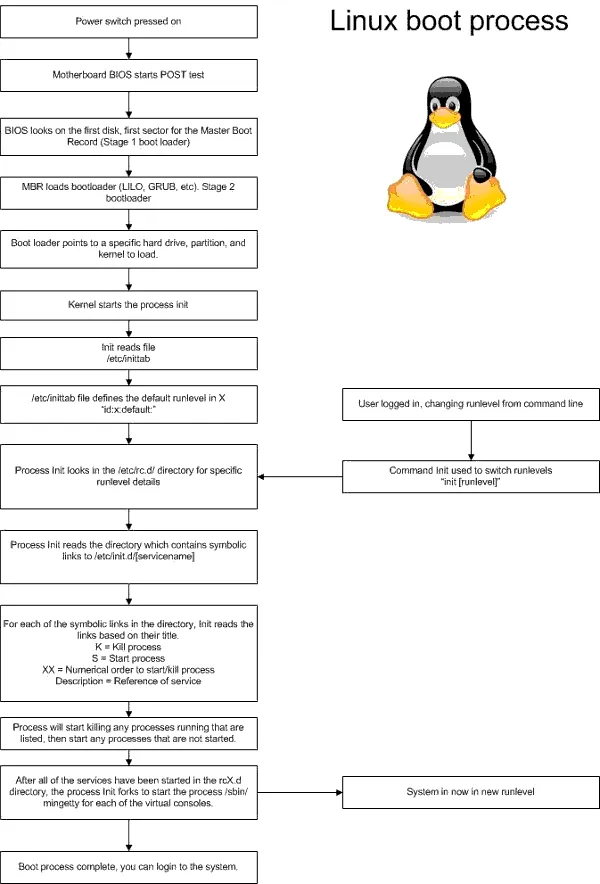 Linux boot process
Power switch pressed on
Motherboard BIOS starts POST test
BIOS looks on the first disk, first sector for the Master Boot
Record (Stage 1 boot loader)
MBR loads bootloader (LILO, GRUB, etc). Stage 2
bootloader
Boot loader points to a specific hard drive, partition, and
kernel to load.
Kernel starts the process init
Init reads file
/etc/inittab
/etc/inittab file defines the default runlevel in X
“id:x:default:”
User logged in, changing runlevel from command line
Process Init looks in the /etc/rc.d/ directory for specific
runlevel details
Command Init used to switch runlevels
“init [runlevel]”
Process Init reads the directory which contains symbolic
links to /etc/init.d/[servicename]
For each of the symbolic links in the directory, Init reads the
links based on their title.
K = Kill process
S = Start process
XX = Numerical order to start/kill process
Description = Reference of service
Process will start killing any processes running that are
listed, then start any processes that are not started.
After all of the services have been started in the rcX.d
directory, the process Init forks to start the process /sbin/
mingetty for each of the virtual consoles.
System in now in new runlevel
Boot process complete, you can login to the system.